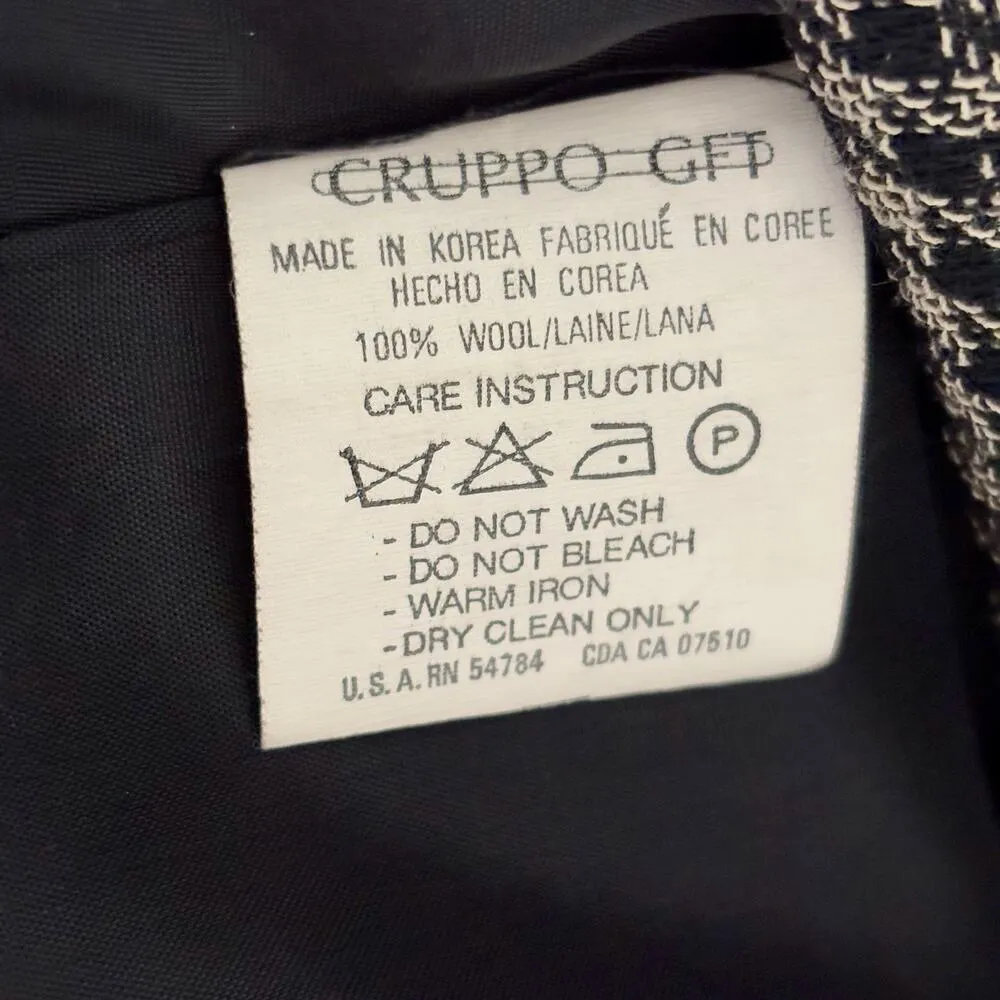 GRUPPO GFT
MADE IN KOREA FABRIQUÉ EN COREE
HECHO EN COREA
100% WOOL/LAINE/LANA
CARE INSTRUCTION
P
- DO NOT WASH
- DO NOT BLEACH
- WARM IRON
- DRY CLEAN ONLY
U.S.A. RN 54784 CDA CA 07510